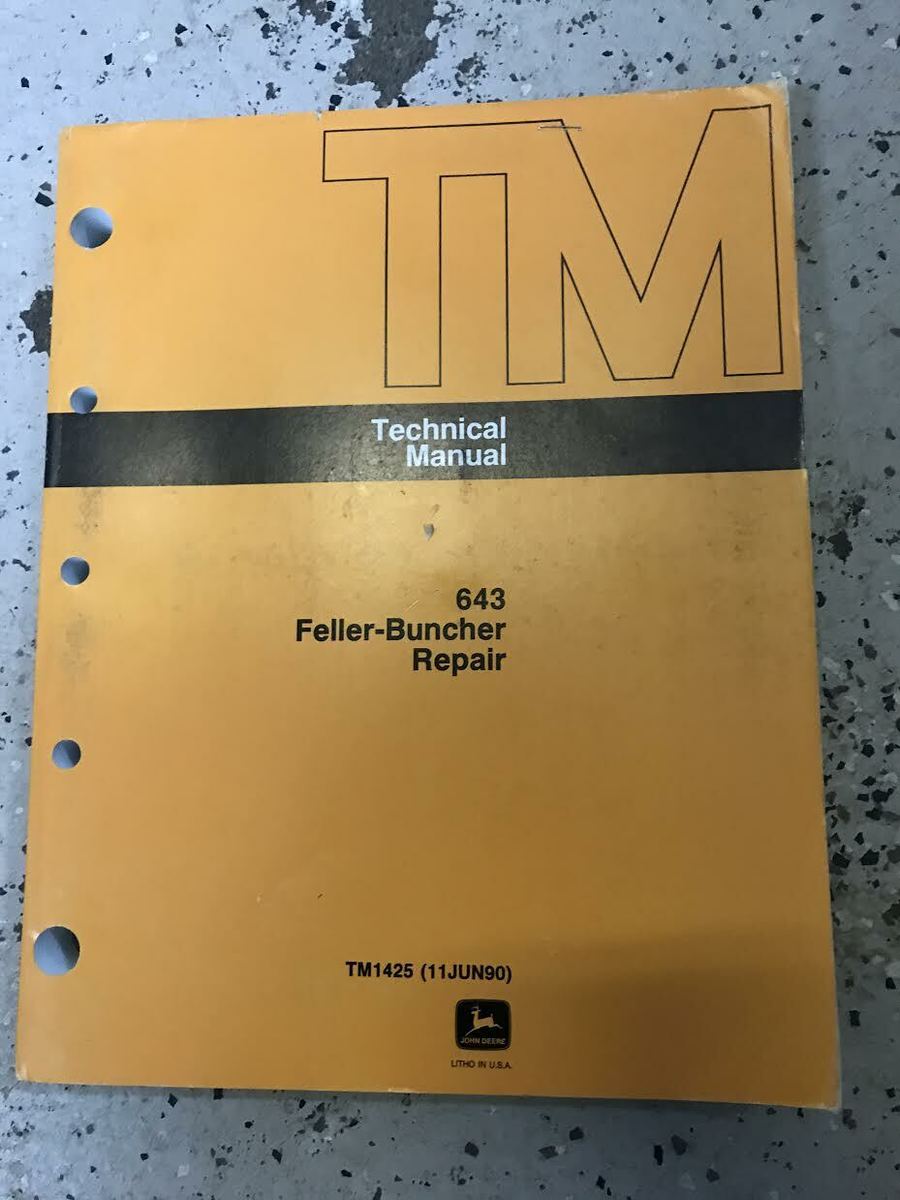 TM
Technical
Manual
643
Feller-Buncher
Repair
TM1425 (11JUN90)
JOHN DEERE
LITHO IN U.S.A.